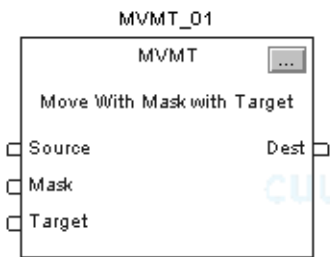 MVMT_01
MVMT
...
Move With Mask with Target
Source Dest
Mask
Target